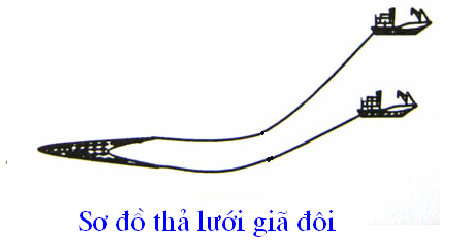 Sơ đồ thả lưới giã đôi